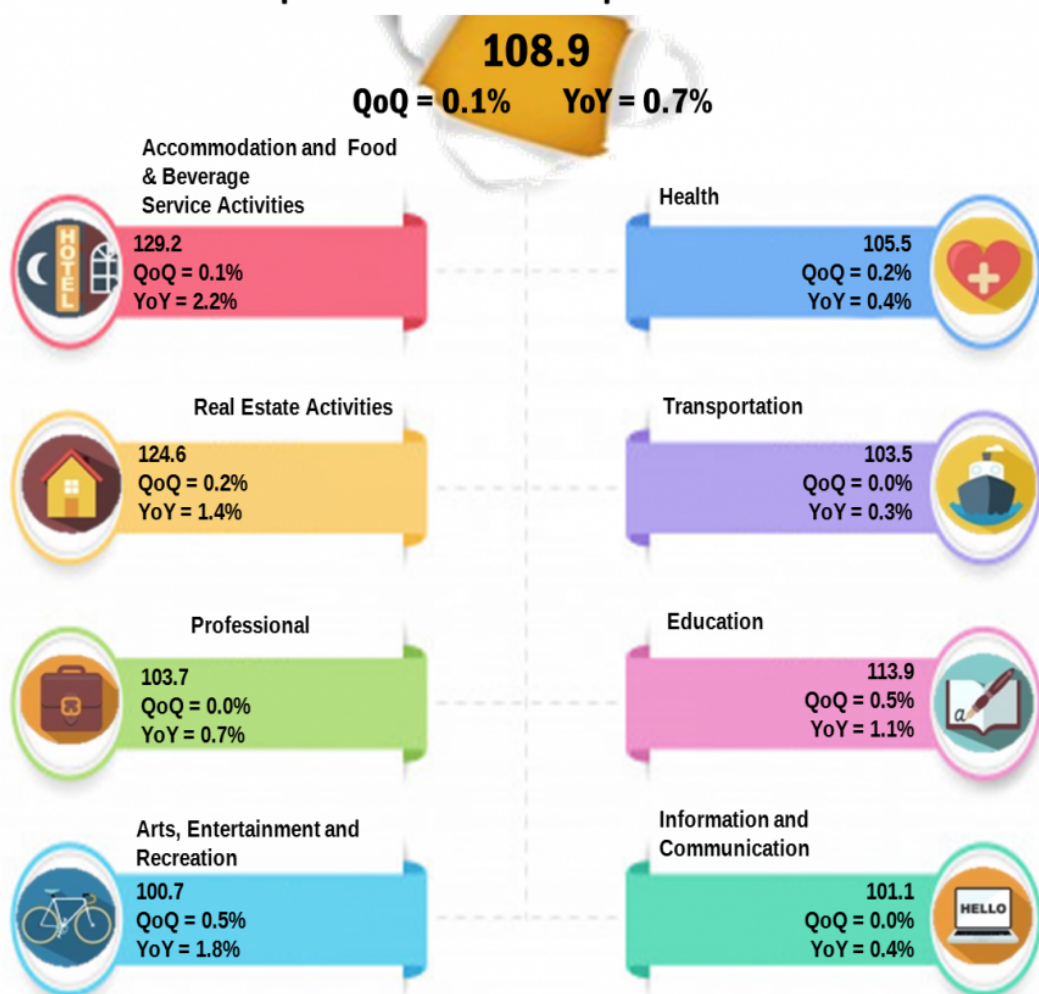 108.9
QoQ = 0.1% YoY = 0.7%
Accommodation and Food
& Beverage
Service Activities
HOTEL
129.2
QoQ = 0.1%
YoY = 2.2%
Health
105.5
QoQ = 0.2%
YoY = 0.4%
Real Estate Activities
124.6
QoQ = 0.2%
YoY = 1.4%
Transportation
103.5
QoQ = 0.0%
YoY = 0.3%
Professional
103.7
QoQ = 0.0%
YoY = 0.7%
Education
113.9
QoQ = 0.5%
YoY = 1.1%
a
Arts, Entertainment and
Recreation
100.7
QoQ = 0.5%
YoY = 1.8%
Information and
Communication
101.1
QoQ = 0.0%
YoY = 0.4%
HELLO